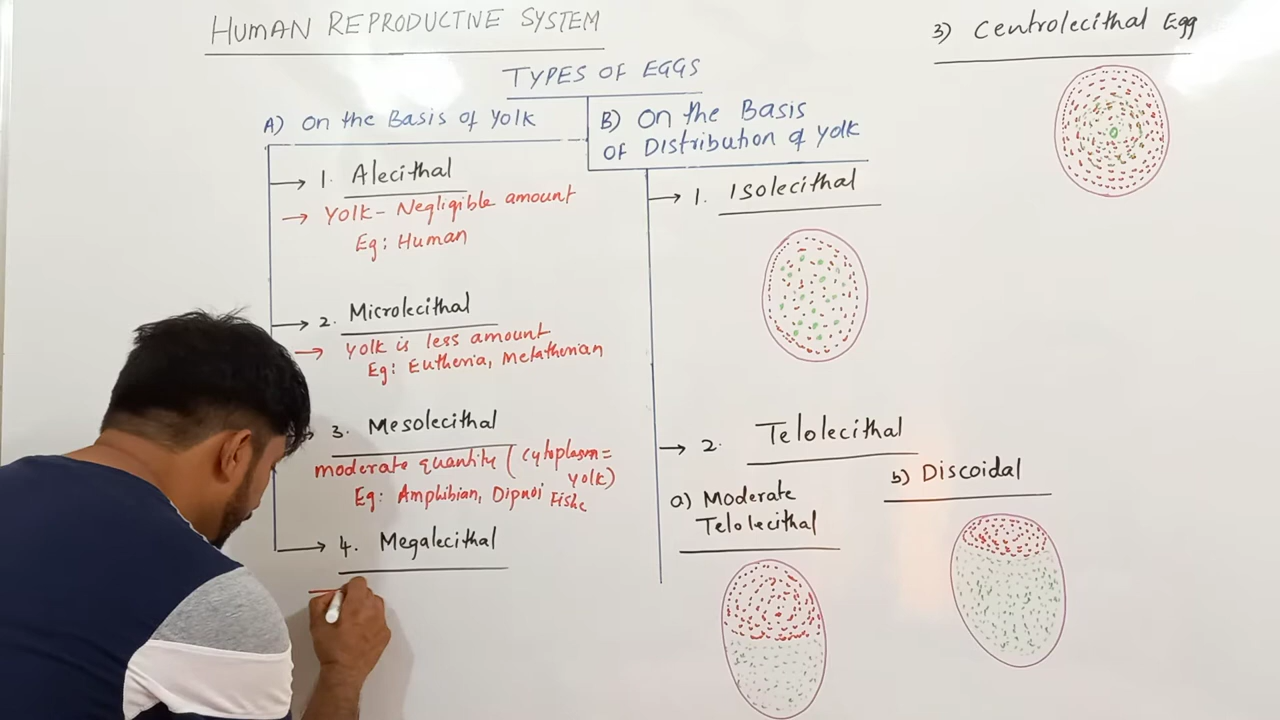 HUMAN REPRODUCTIVE SYSTEM
TYPES OF EGGS
A) On the Basis of Yolk
1. Alecithal
→ Yolk - Negligible amount
Eg: Human
2. Microlecithal
→ Yolk is less amount
Eg: Eutheria, Metatherian
3. Mesolecithal
moderate quantity (Cytoplasm =
Yolk)
Eg: Amphibian, Dipnoi Fishe
4. Megalecithal
B) On the Basis
OF Distribution of Yolk
1. Isolecithal
2. Telolecithal
a) Moderate
Telolecithal
b) Discoidal
3) Centrolecithal Egg